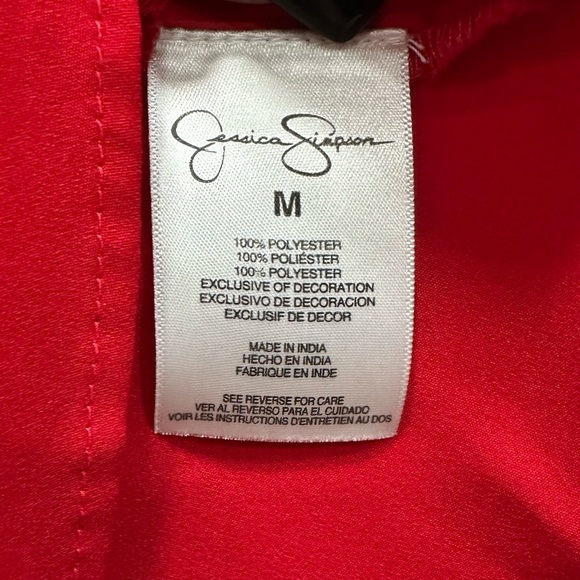 Jessica Simpson
M
100% POLYESTER
100% POLIÉSTER
100% POLYESTER
EXCLUSIVE OF DECORATION
EXCLUSIVO DE DECORACION
EXCLUSIF DE DECOR
MADE IN INDIA
HECHO EN INDIA
FABRIQUE EN INDE
SEE REVERSE FOR CARE
VER AL REVERSO PARA EL CUIDADO
VOIR LES INSTRUCTIONS D'ENTRETIEN AU DOS